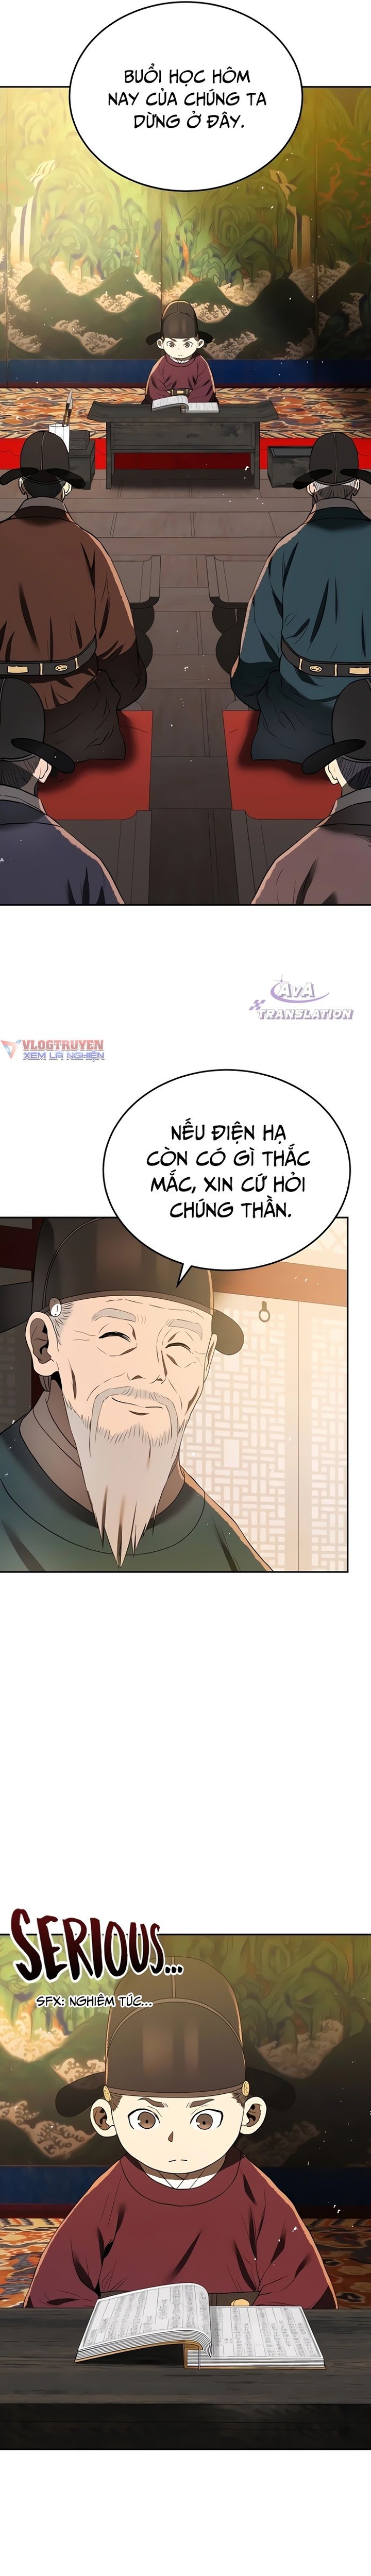 BUỔI HỌC HÔM
NAY CỦA CHÚNG TA
DỪNG Ở ĐÂY.
AVA
TRANSLATION
VLOGTRUYEN
XEM LÀ NGHIỆN
NẾU ĐIỆN HẠ
CÒN CÓ GÌ THẮC
MẮC, XIN CỨ HỎI
CHÚNG THẦN.
SERIOUS...
SFX: NGHIÊM TÚC...